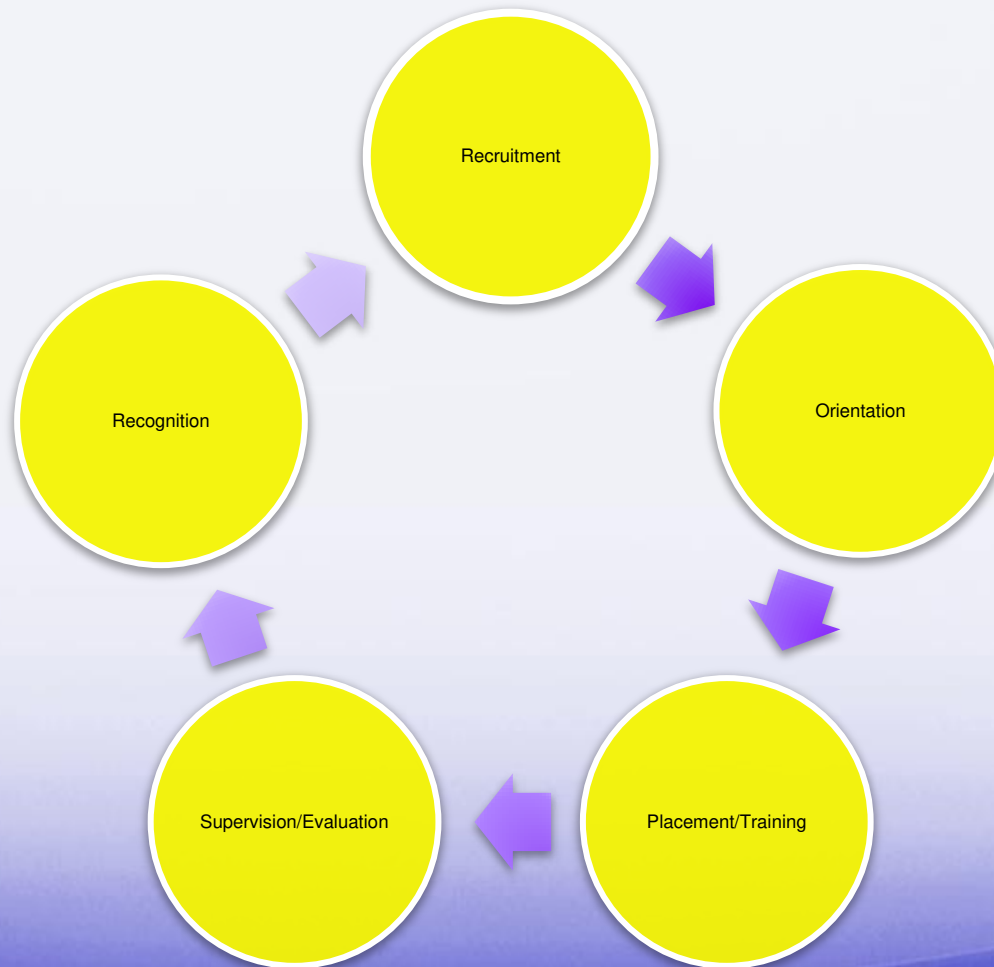 Recruitment
Orientation
Placement/Training
Supervision/Evaluation
Recognition